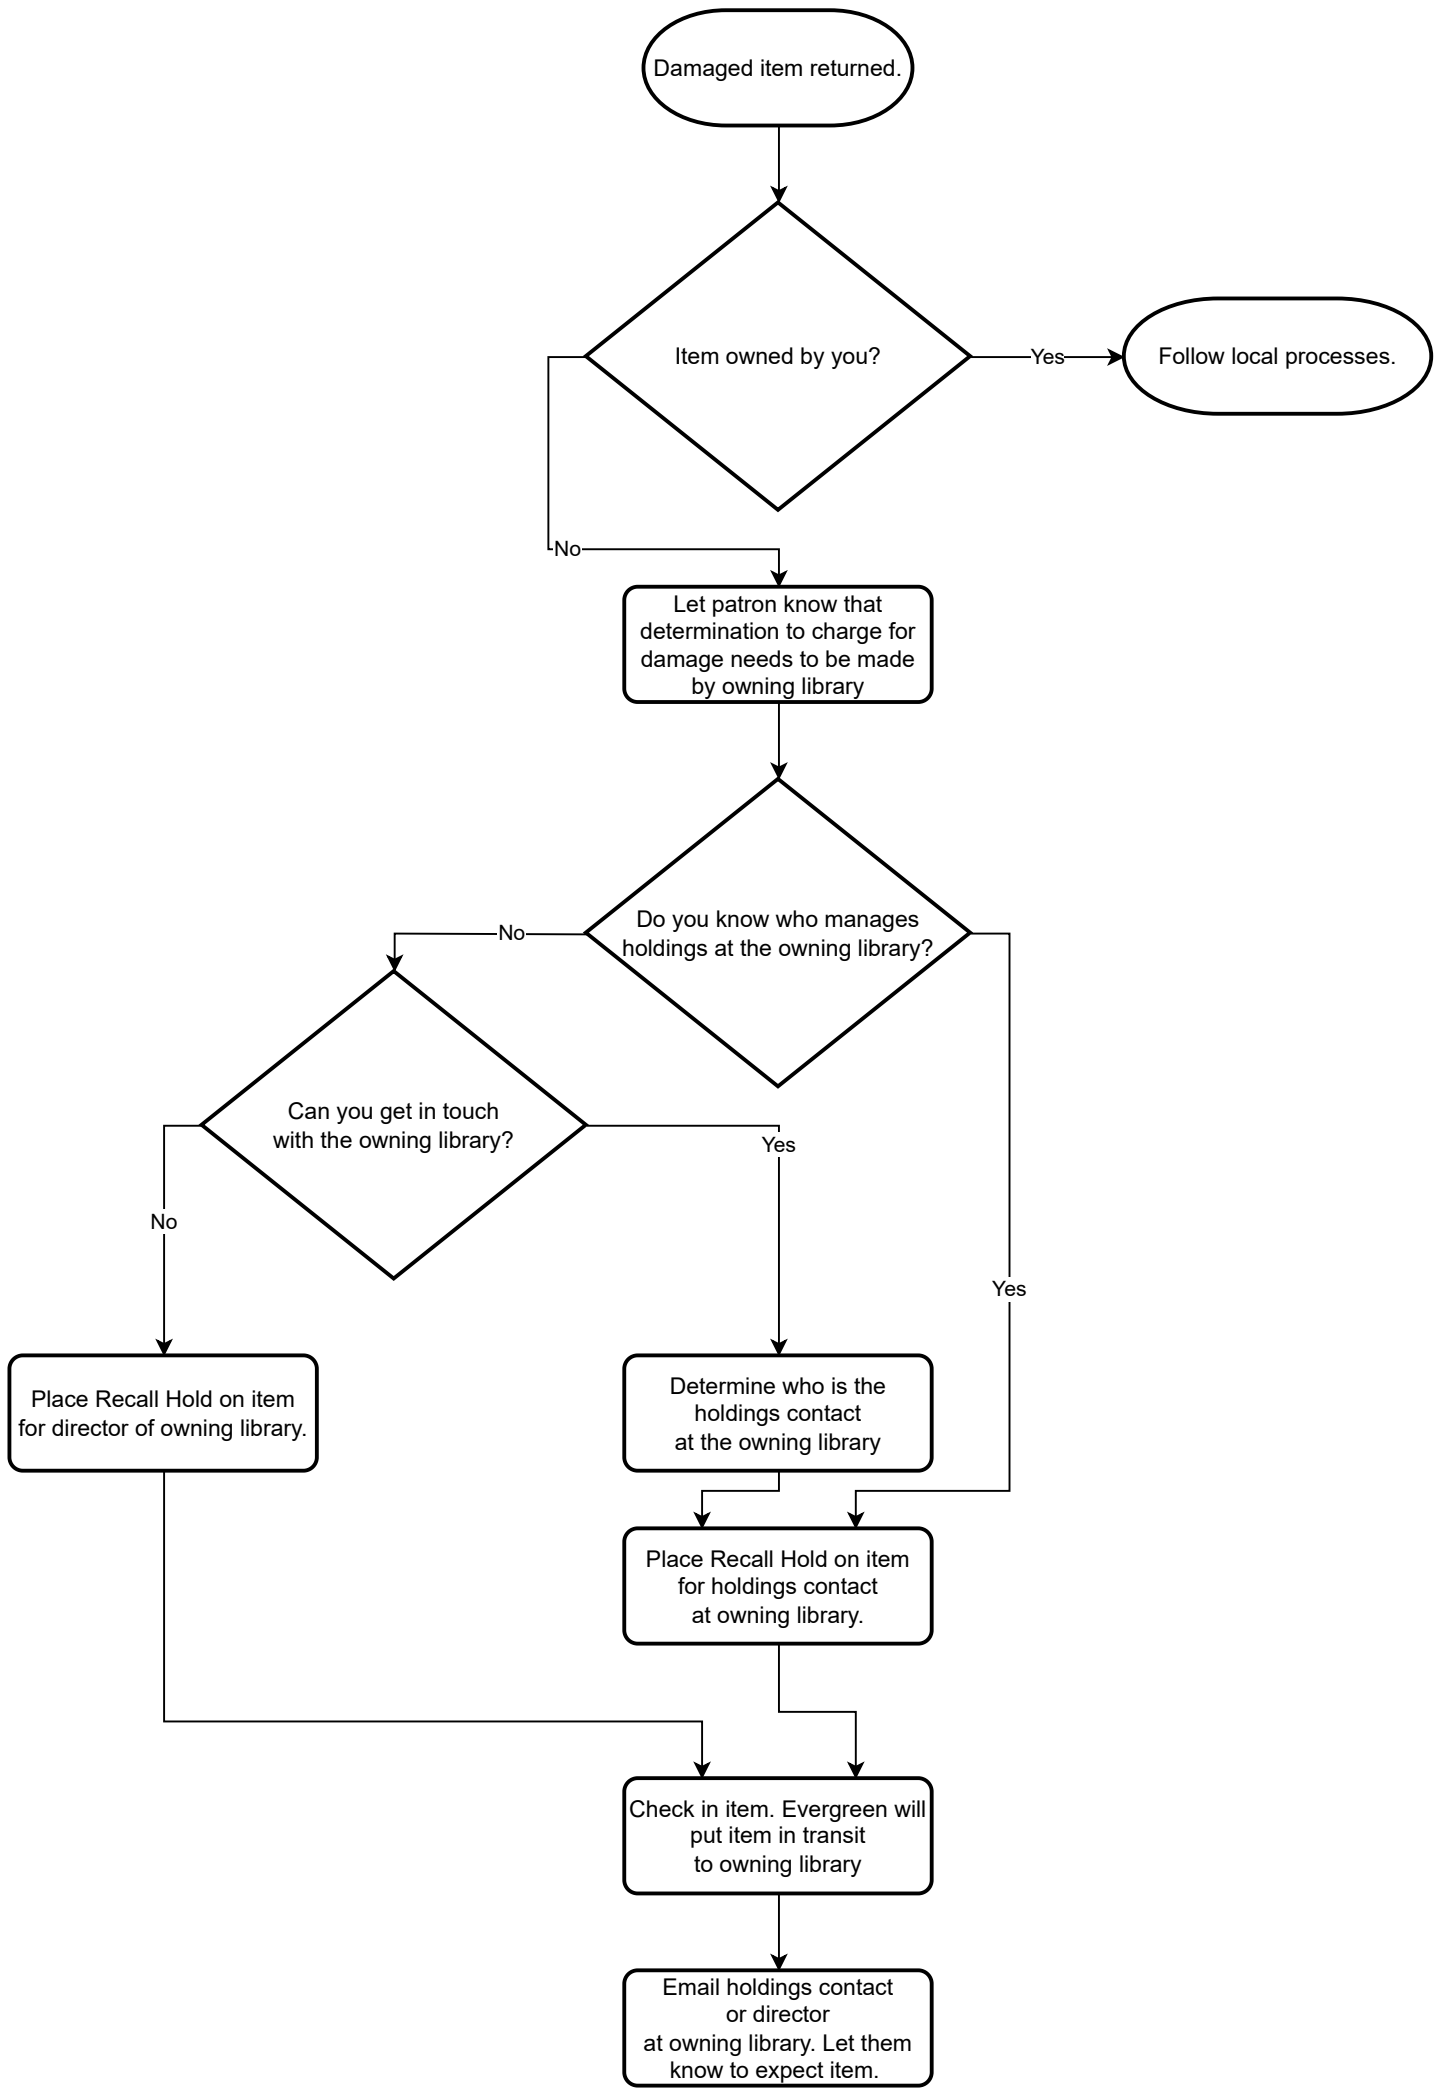 Damaged item returned.
Item owned by you?
Yes
Follow local processes.
No
Let patron know that
determination to charge for
damage needs to be made
by owning library
Do you know who manages
holdings at the owning library?
No
Can you get in touch
with the owning library?
Yes
No
Yes
Place Recall Hold on item
for director of owning library.
Determine who is the
holdings contact
at the owning library
Place Recall Hold on item
for holdings contact
at owning library.
Check in item. Evergreen will
put item in transit
to owning library
Email holdings contact
or director
at owning library. Let them
know to expect item.